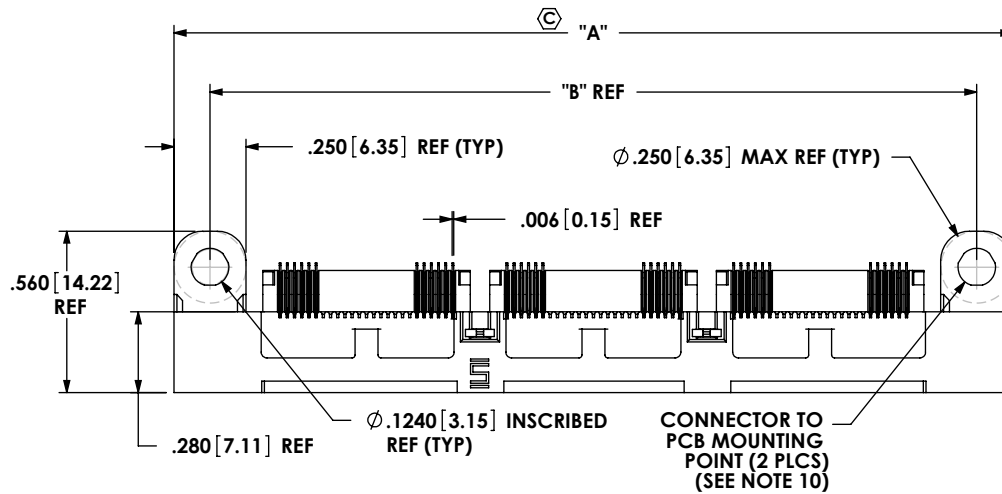 C
"A"
"B" REF
.250[6.35] REF (TYP)
Ø.250[6.35] MAX REF (TYP)
.006[0.15] REF
.560[14.22]
REF
.280[7.11] REF
Ø.1240[3.15] INSCRIBED
REF (TYP)
CONNECTOR TO
PCB MOUNTING
POINT (2 PLCS)
(SEE NOTE 10)